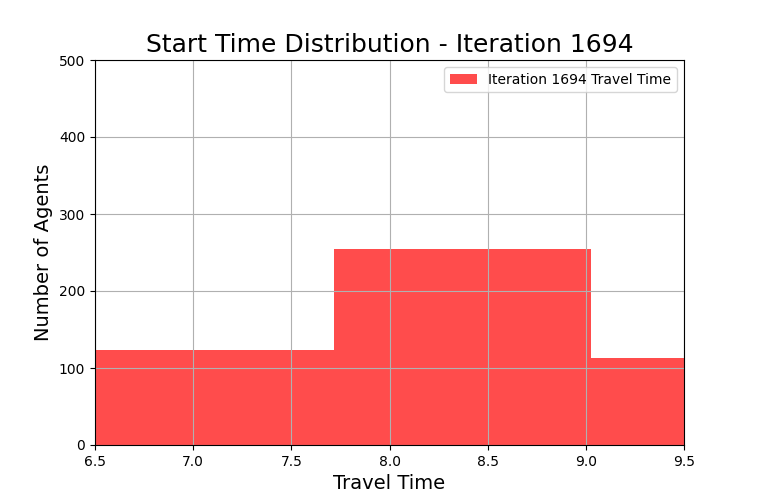 Start Time Distribution - Iteration 1694
500
Iteration 1694 Travel Time
400
300
200
100
0
Number of Agents
6.5 7.0 7.5 8.0 8.5 9.0 9.5
Travel Time